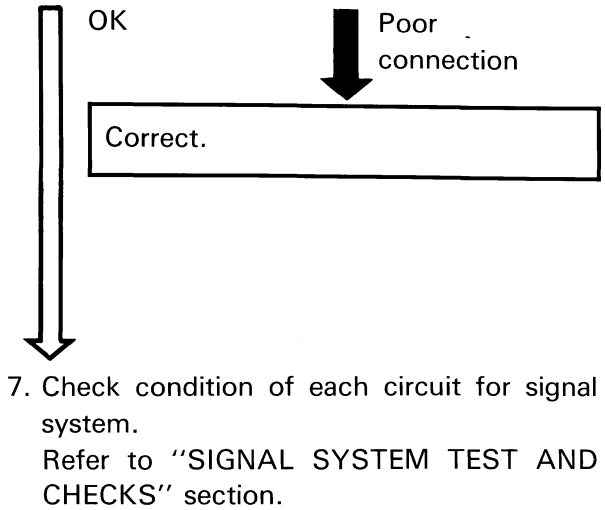 OK
Poor
connection
Correct.
7. Check condition of each circuit for signal
system.
Refer to ''SIGNAL SYSTEM TEST AND
CHECKS'' section.